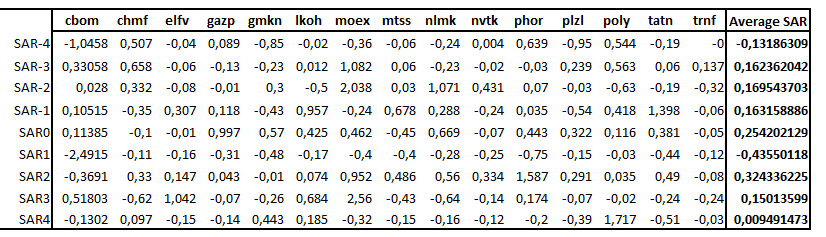 cbom chmf elfv gazp gmkn lkoh moex mtss nlmk nvtk phor plzl poly tatn trnf Average SAR
SAR-4 -1,0458 0,507 -0,04 0,089 -0,85 -0,02 -0,36 -0,06 -0,24 0,004 0,639 -0,95 0,544 -0,19 -0 -0,13186309
SAR-3 0,33058 0,658 -0,06 -0,13 -0,23 0,012 1,082 0,06 -0,23 -0,02 -0,03 0,239 0,563 0,06 0,137 0,162362042
SAR-2 0,028 0,332 -0,08 -0,01 0,3 -0,5 2,038 0,03 1,071 0,431 0,07 -0,03 -0,63 -0,19 -0,32 0,169543703
SAR-1 0,10515 -0,35 0,307 0,118 -0,43 0,957 -0,24 0,678 0,288 -0,24 0,035 -0,54 0,418 1,398 -0,06 0,163158886
SAR0 0,11385 -0,1 -0,01 0,997 0,57 0,425 0,462 -0,45 0,669 -0,07 0,443 0,322 0,116 0,381 -0,05 0,254202129
SAR1 -2,4915 -0,11 -0,16 -0,31 -0,48 -0,17 -0,4 -0,4 -0,28 -0,25 -0,75 -0,15 -0,03 -0,44 -0,12 -0,43550118
SAR2 -0,3691 0,33 0,147 0,043 -0,01 0,074 0,952 0,486 0,56 0,334 1,587 0,291 0,035 0,49 -0,08 0,324336225
SAR3 0,51803 -0,62 1,042 -0,07 -0,26 0,684 2,56 -0,43 -0,64 -0,14 0,174 -0,07 -0,02 -0,24 -0,24 0,15013599
SAR4 -0,1302 0,097 -0,15 -0,14 0,443 0,185 -0,32 -0,15 -0,16 -0,12 -0,2 -0,39 1,717 -0,51 -0,03 0,009491473